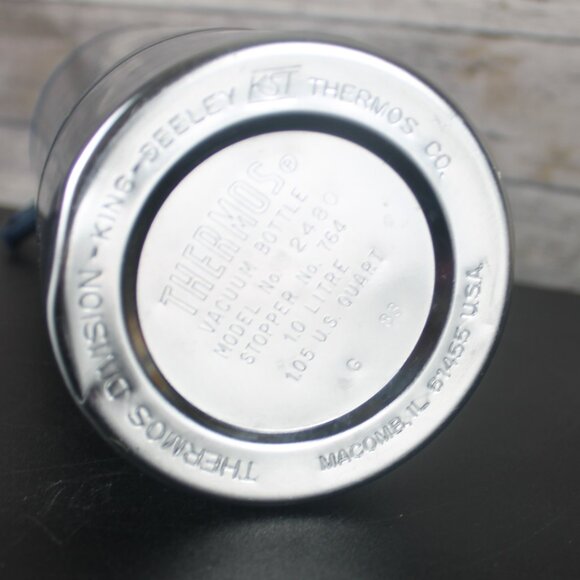 THERMOS DIVISION - KING-SEELEY KST THERMOS CO.
MACOMB, IL 61455 U.S.A.
THERMOS®
VACUUM BOTTLE
MODEL No. 2480
STOPPER No. 764
1.0 LITRE
1.05 U.S. QUART
G 83